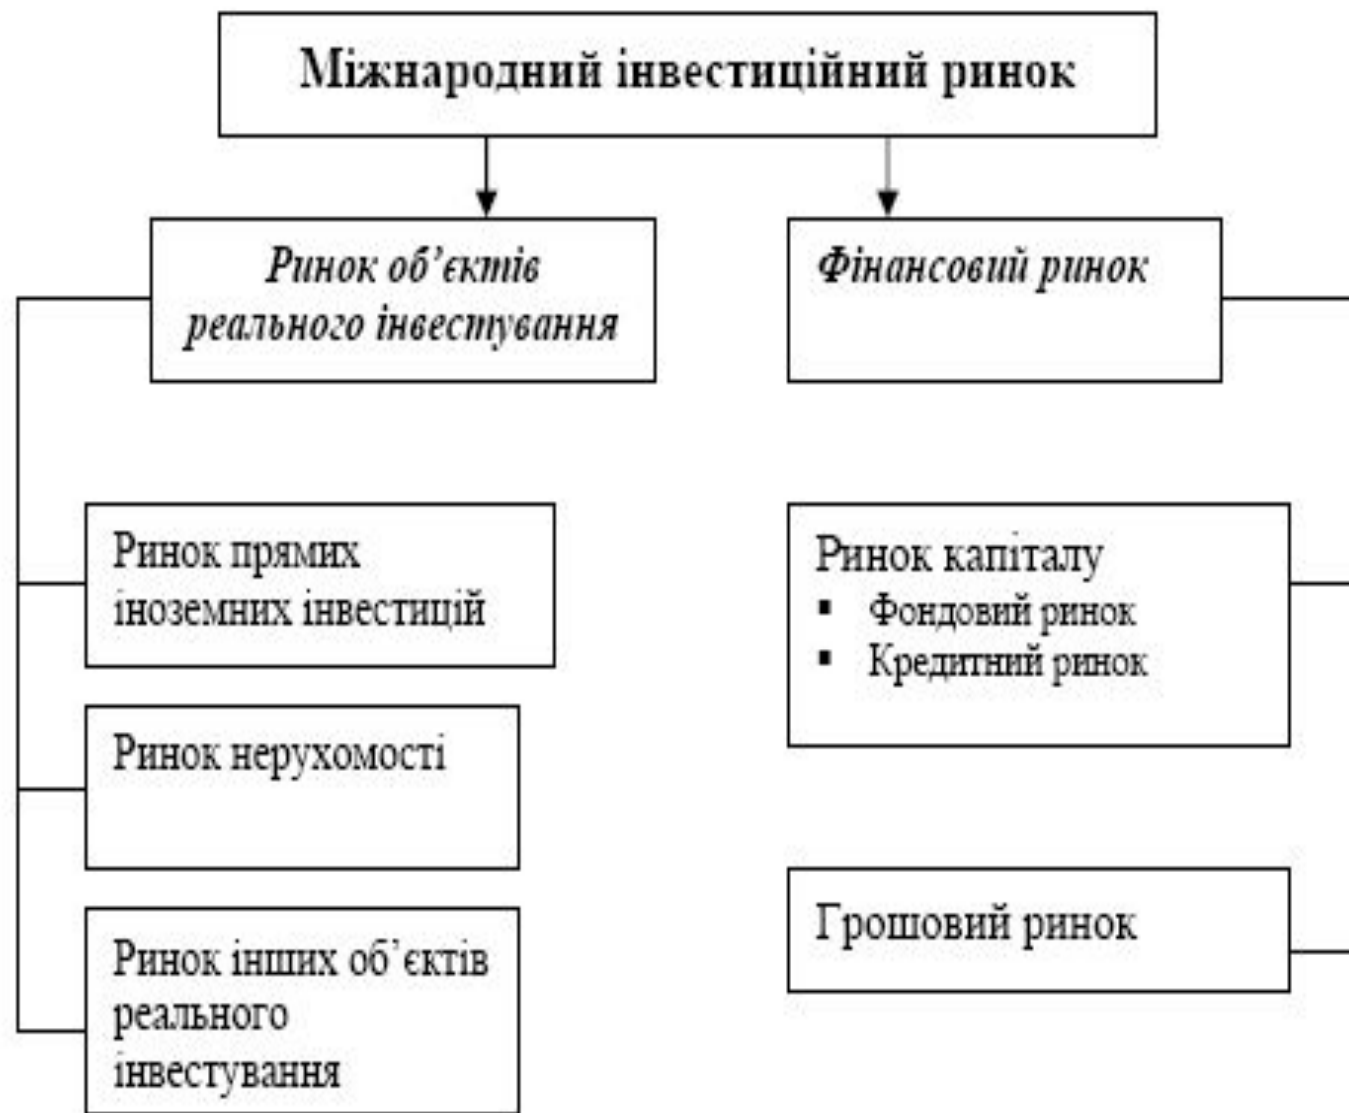 Міжнародний інвестиційний ринок
Ринок об’єктів
реального інвестування
Фінансовий ринок
Ринок прямих
іноземних інвестицій
Ринок нерухомості
Ринок інших об’єктів
реального
інвестування
Ринок капіталу
▪ Фондовий ринок
▪ Кредитний ринок
Грошовий ринок